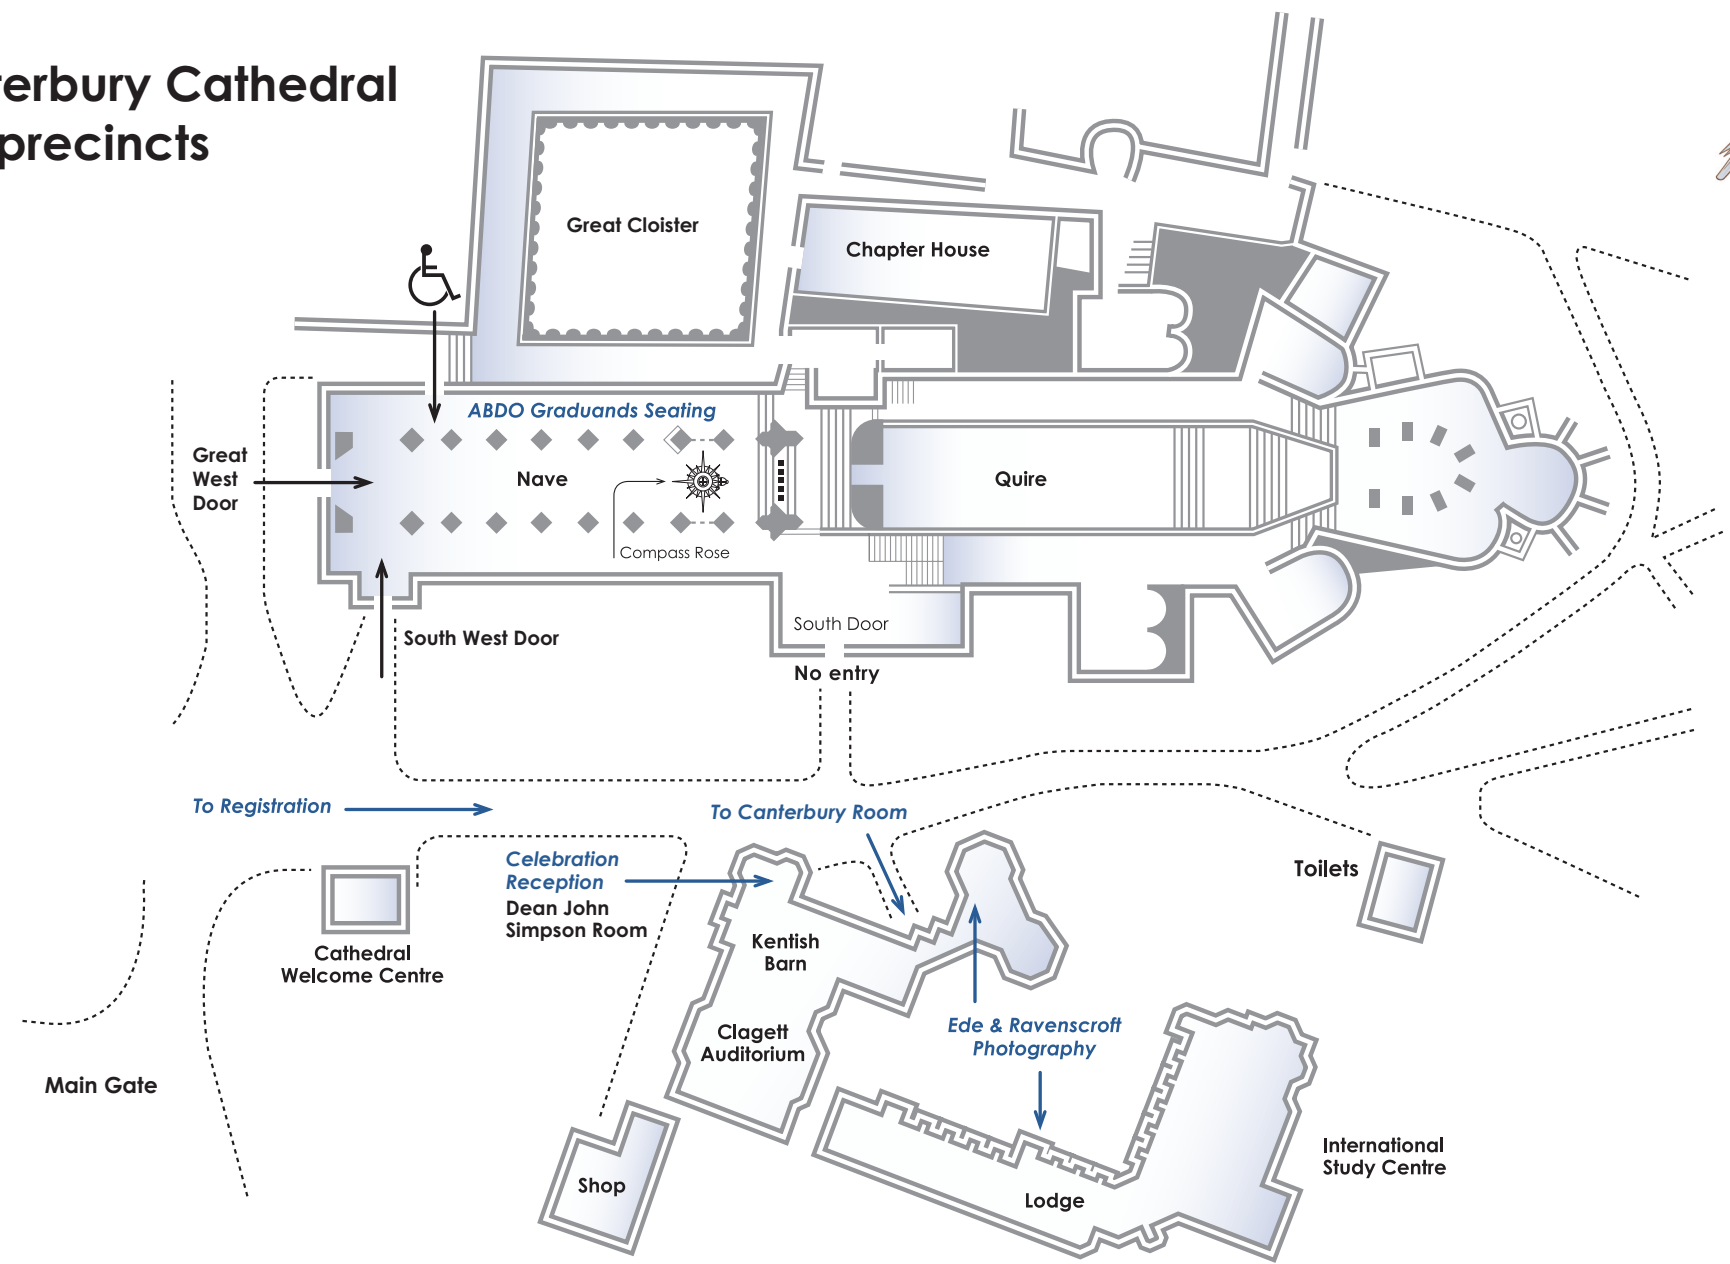 terbury Cathedral
precincts
Great Cloister
Chapter House
ABDO Graduands Seating
Great
West
Door
Nave
Quire
Compass Rose
South West Door
South Door
No entry
To Registration
To Canterbury Room
Celebration
Reception
Dean John
Simpson Room
Toilets
Kentish
Barn
Cathedral
Welcome Centre
Clagett
Auditorium
Ede & Ravenscroft
Photography
Main Gate
International
Study Centre
Shop
Lodge